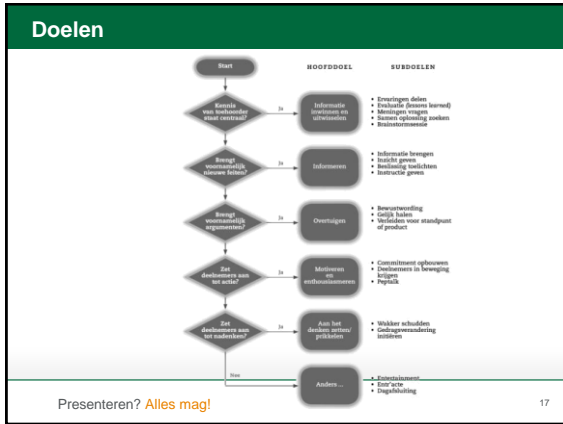 Doelen
Start
HOOFDDOEL
SUBDOELEN
Kennis
van toehoorder
staat centraal?
Ja
Informatie
inwinnen en
uitwisselen
• Ervaringen delen
• Evaluatie (lessons learned)
• Meningen vragen
• Samen oplossing zoeken
• Brainstormsessie
Brengt
voornamelijk
nieuwe feiten?
Ja
Informeren
• Informatie brengen
• Inzicht geven
• Beslissing toelichten
• Instructie geven
Brengt
voornamelijk
argumenten?
Ja
Overtuigen
• Bewustwording
• Gelijk halen
• Verleiden voor standpunt
of product
Zet
deelnemers aan
tot actie?
Ja
Motiveren
en
enthousiasmeren
• Commitment opbouwen
• Deelnemers in beweging
krijgen
• Peptalk
Zet
deelnemers aan
tot nadenken?
Ja
Aan het
denken zetten/
prikkelen
• Wakker schudden
• Gedragsverandering
initiëren
Nee
Anders ...
• Entertainment
• Entr'acte
• Dagafsluiting
Presenteren? Alles mag!
17